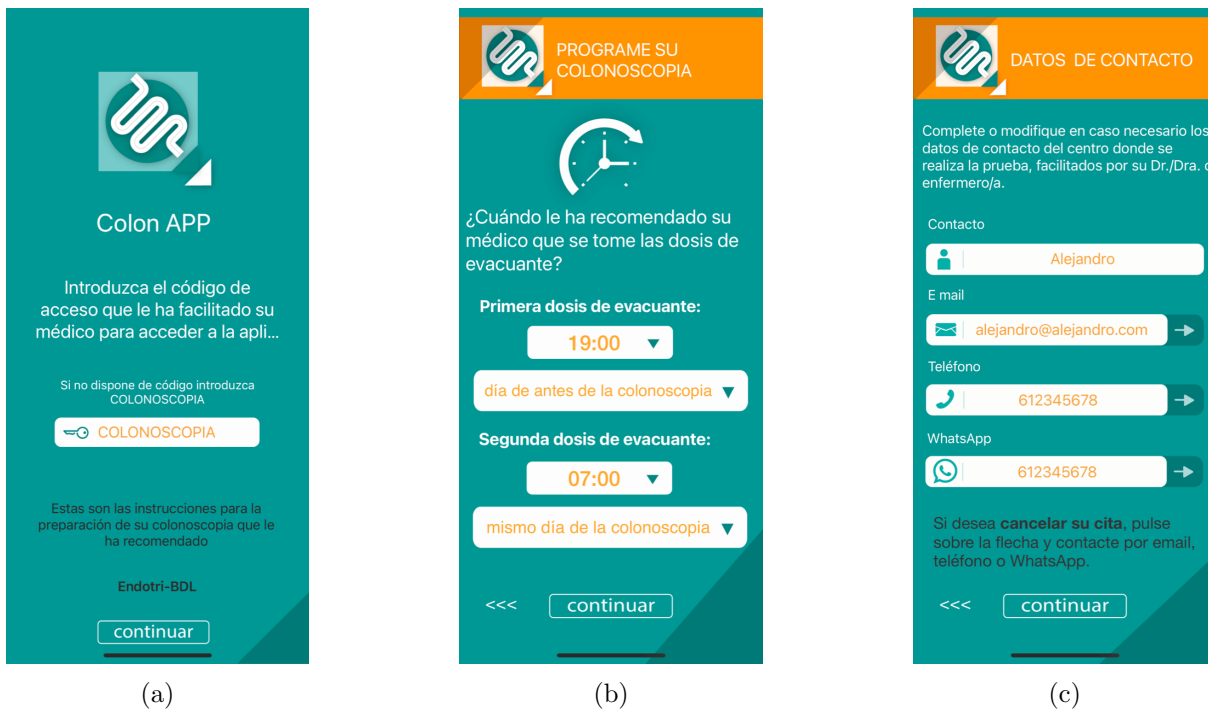 Colon APP
Introduzca el código de
acceso que le ha facilitado su
médico para acceder a la apli...
Si no dispone de código introduzca
COLONOSCOPIA
COLONOSCOPIA
Estas son las instrucciones para la
preparación de su colonoscopia que le
ha recomendado
Endotri-BDL
continuar
(a)
PROGRAME SU
COLONOSCOPIA
¿Cuándo le ha recomendado su
médico que se tome las dosis de
evacuante?
Primera dosis de evacuante:
19:00
día de antes de la colonoscopia
Segunda dosis de evacuante:
07:00
mismo día de la colonoscopia
<<< continuar
(b)
DATOS DE CONTACTO
Complete o modifique en caso necesario los
datos de contacto del centro donde se
realiza la prueba, facilitados por su Dr./Dra.
enfermero/a.
Contacto
Alejandro
E mail
alejandro@alejandro.com
Teléfono
612345678
WhatsApp
612345678
Si desea cancelar su cita, pulse
sobre la flecha y contacte por email,
teléfono o WhatsApp.
<<< continuar
(c)